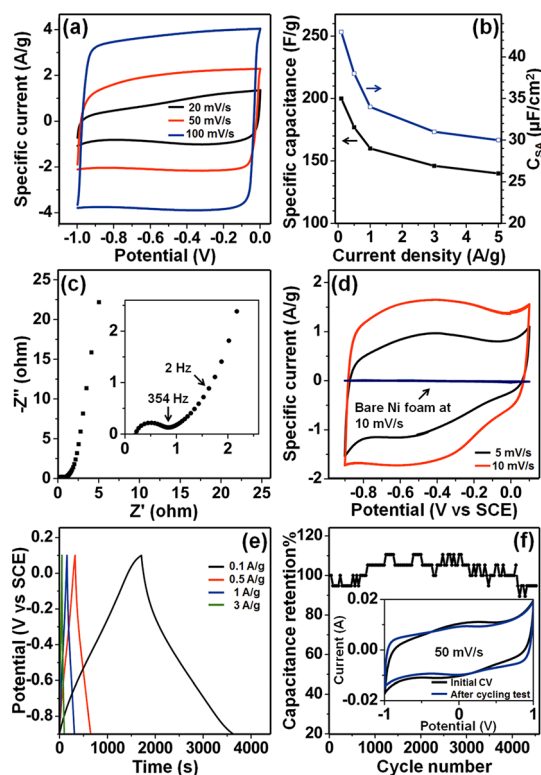 (a)
Specific current (A/g)
4
2
0
-2
-4
20 mV/s
50 mV/s
100 mV/s
-1.0 -0.8 -0.6 -0.4 -0.2 0.0
Potential (V)
(b)
Specific capacitance (F/g)
250
200
150
100
C_SA (µF/cm²)
42
38
34
30
26
22
0 1 2 3 4 5
Current density (A/g)
(c)
-Z" (ohm)
25
20
15
10
5
0
2
1
0
2 Hz
354 Hz
0 1 2
0 5 10 15 20 25
Z' (ohm)
(d)
Specific current (A/g)
2
1
0
-1
-2
Bare Ni foam at
10 mV/s
5 mV/s
10 mV/s
-0.8 -0.6 -0.4 -0.2 0.0
Potential (V vs SCE)
(e)
Potential (V vs SCE)
0.0
-0.2
-0.4
-0.6
-0.8
0.1 A/g
0.5 A/g
1 A/g
3 A/g
0 1000 2000 3000 4000
Time (s)
(f)
Capacitance retention%
120
100
80
60
40
20
Current (A)
0.02
0.00
-0.02
50 mV/s
Initial CV
After cycling test
-1 0 1
Potential (V)
0 1000 2000 3000 4000
Cycle number